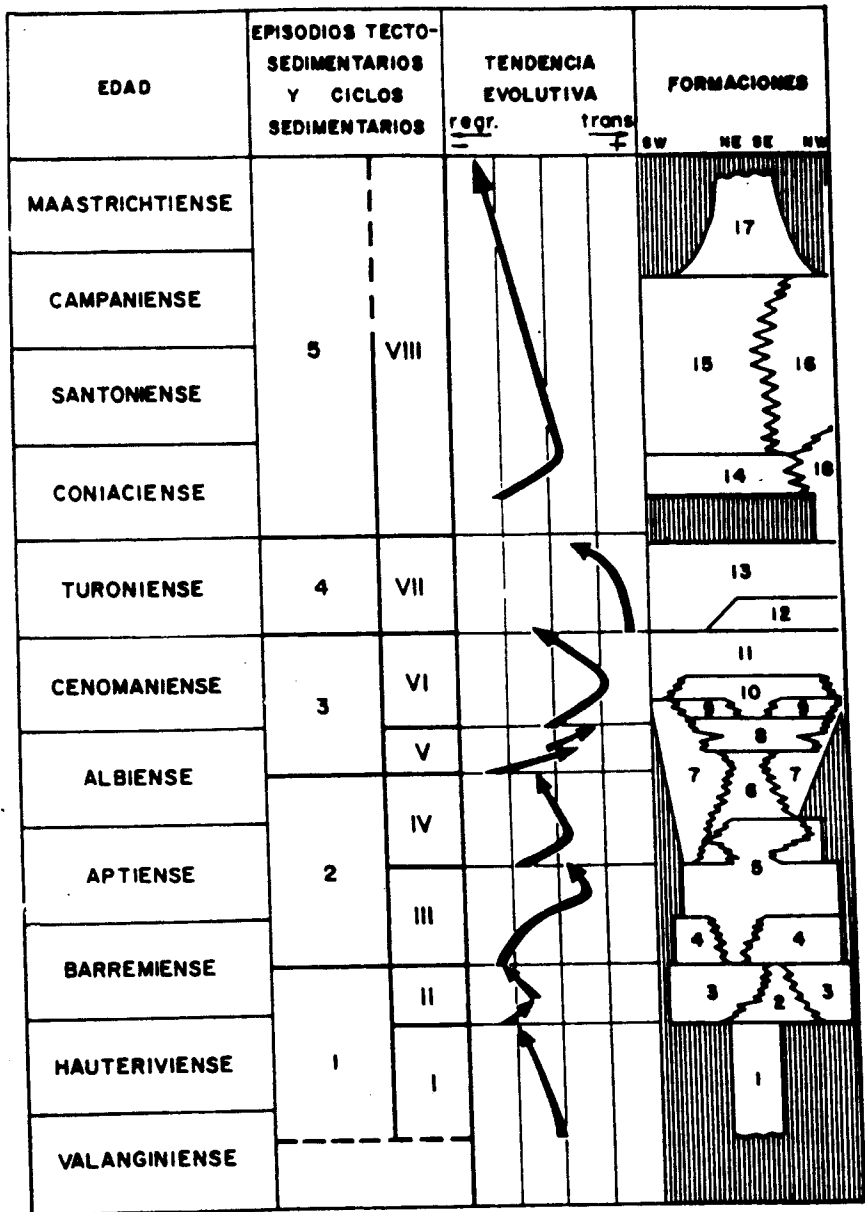 EDAD
EPISODIOS TECTO-
SEDIMENTARIOS
Y CICLOS
SEDIMENTARIOS
TENDENCIA
EVOLUTIVA
regr. trans
- +
FORMACIONES
SW NE SE NW
MAASTRICHTIENSE
CAMPANIENSE
SANTONIENSE
CONIACIENSE
TURONIENSE
CENOMANIENSE
ALBIENSE
APTIENSE
BARREMIENSE
HAUTERIVIENSE
VALANGINIENSE
5 VIII
4 VII
3 VI
V
2 IV
III
1 II
I
17
15 16
14 18
13
12
11
10
9 9
8
7 6 7
5
4 4
3 2 3
1